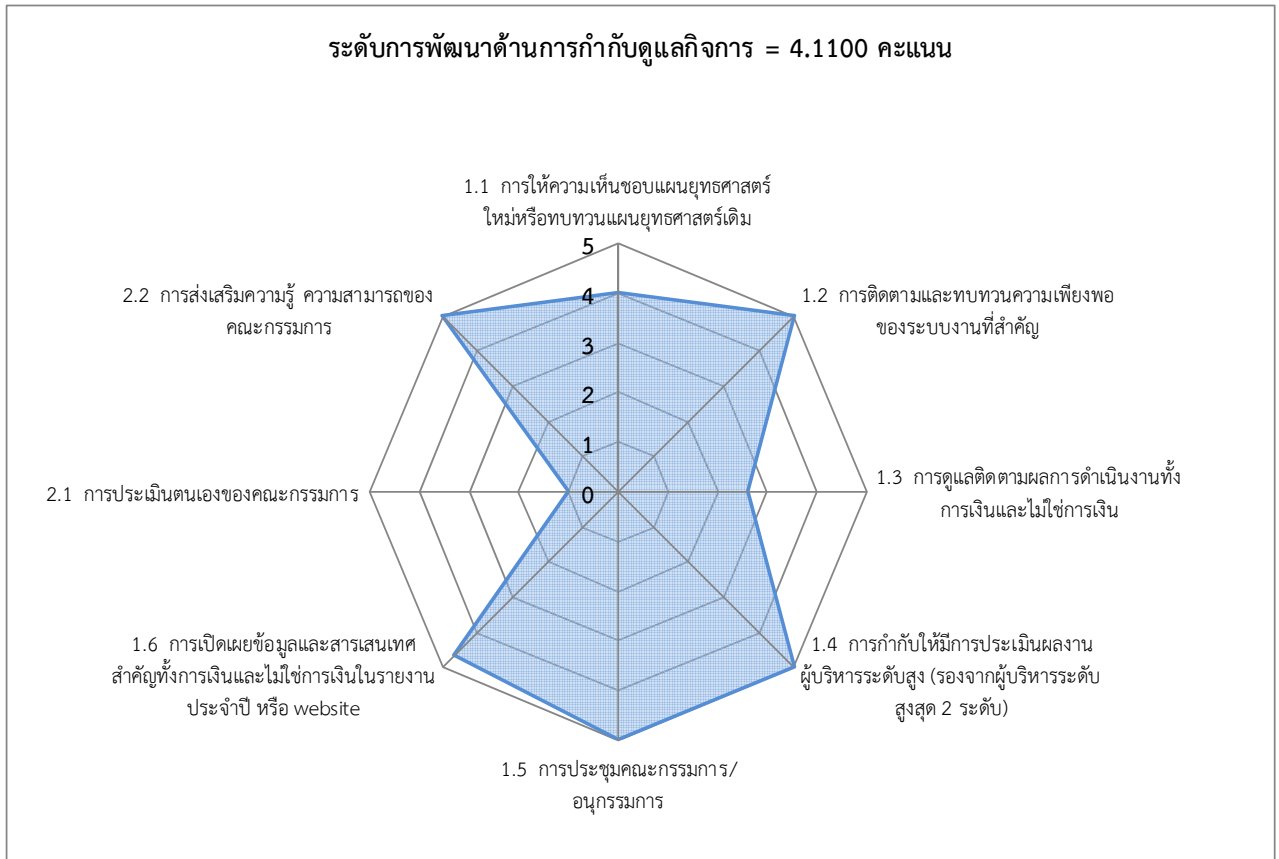 ระดับการพัฒนาด้านการกำกับดูแลกิจการ = 4.1100 คะแนน
1.1 การให้ความเห็นชอบแผนยุทธศาสตร์
ใหม่หรือทบทวนแผนยุทธศาสตร์เดิม
1.2 การติดตามและทบทวนความเพียงพอ
ของระบบงานที่สำคัญ
1.3 การดูแลติดตามผลการดำเนินงานทั้ง
การเงินและไม่ใช่การเงิน
1.4 การกำกับให้มีการประเมินผลงาน
ผู้บริหารระดับสูง (รองจากผู้บริหารระดับ
สูงสุด 2 ระดับ)
1.5 การประชุมคณะกรรมการ/
อนุกรรมการ
1.6 การเปิดเผยข้อมูลและสารเสนเทศ
สำคัญทั้งการเงินและไม่ใช่การเงินในรายงาน
ประจำปี หรือ website
2.1 การประเมินตนเองของคณะกรรมการ
2.2 การส่งเสริมความรู้ ความสามารถของ
คณะกรรมการ
5
4
3
2
1
0